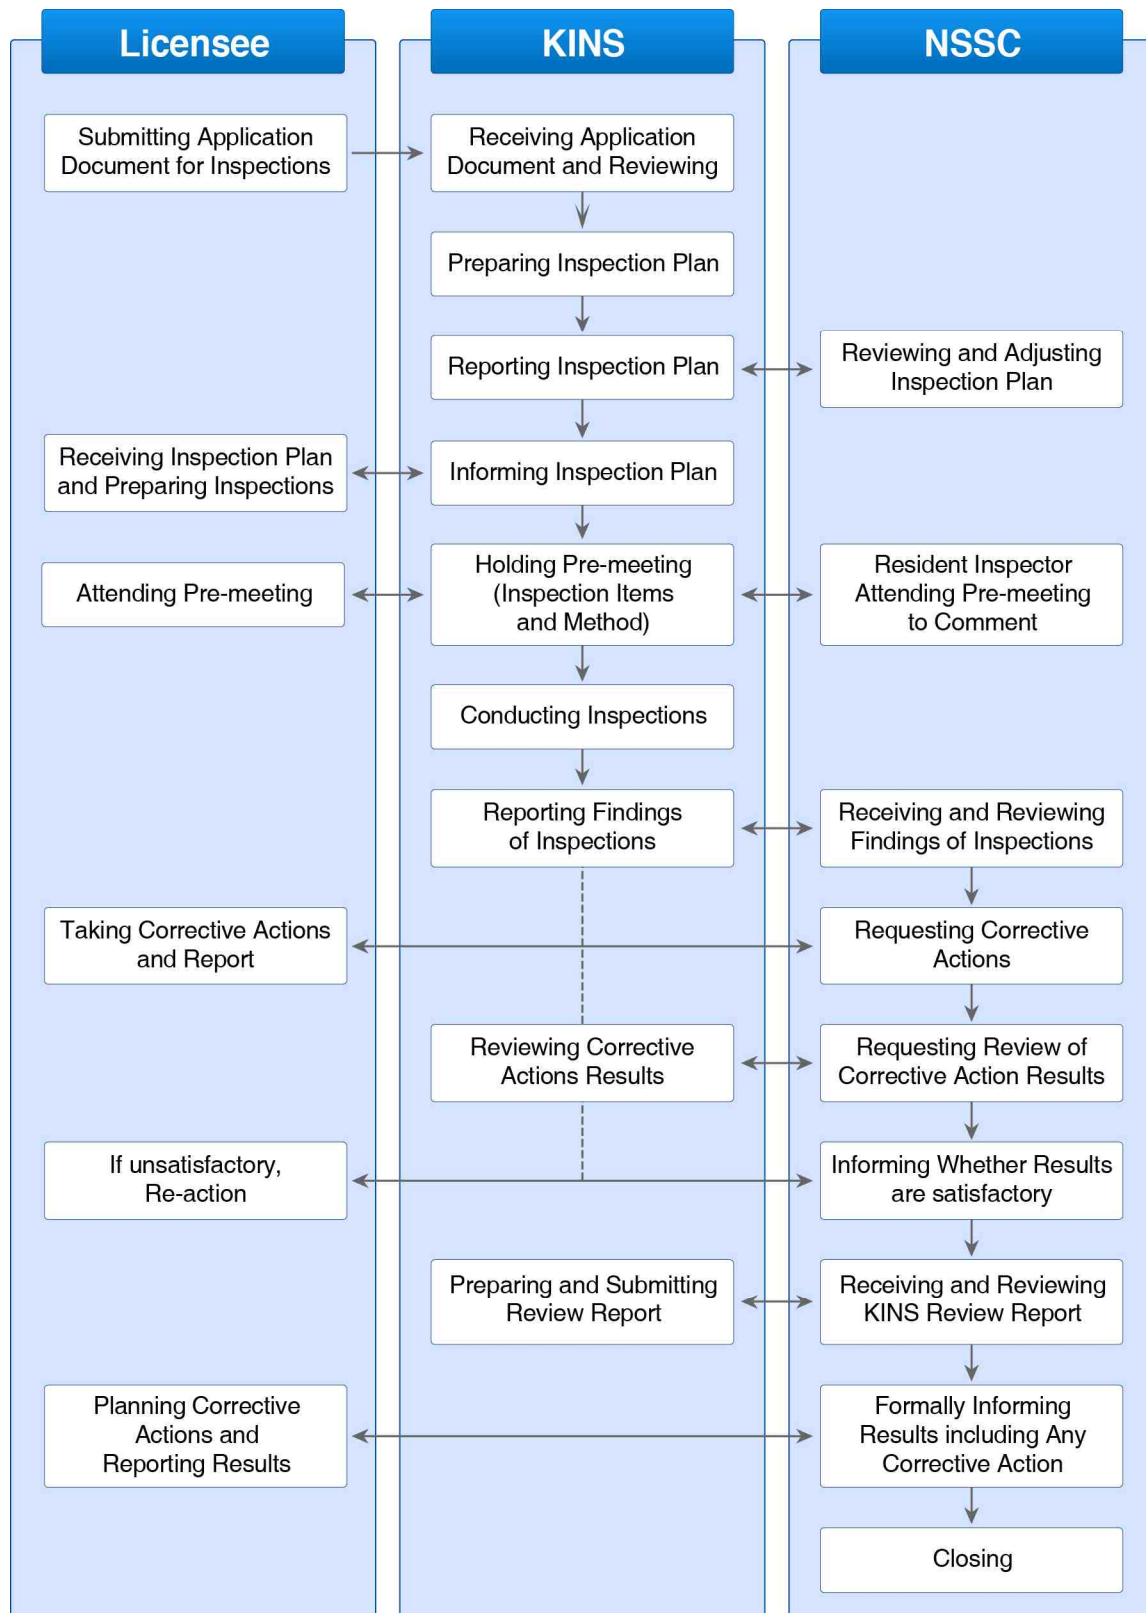 Licensee
KINS
NSSC
Submitting Application
Document for Inspections
Receiving Application
Document and Reviewing
Preparing Inspection Plan
Reporting Inspection Plan
Reviewing and Adjusting
Inspection Plan
Receiving Inspection Plan
and Preparing Inspections
Informing Inspection Plan
Attending Pre-meeting
Holding Pre-meeting
(Inspection Items
and Method)
Resident Inspector
Attending Pre-meeting
to Comment
Conducting Inspections
Reporting Findings
of Inspections
Receiving and Reviewing
Findings of Inspections
Taking Corrective Actions
and Report
Requesting Corrective
Actions
Reviewing Corrective
Actions Results
Requesting Review of
Corrective Action Results
If unsatisfactory,
Re-action
Informing Whether Results
are satisfactory
Preparing and Submitting
Review Report
Receiving and Reviewing
KINS Review Report
Planning Corrective
Actions and
Reporting Results
Formally Informing
Results including Any
Corrective Action
Closing